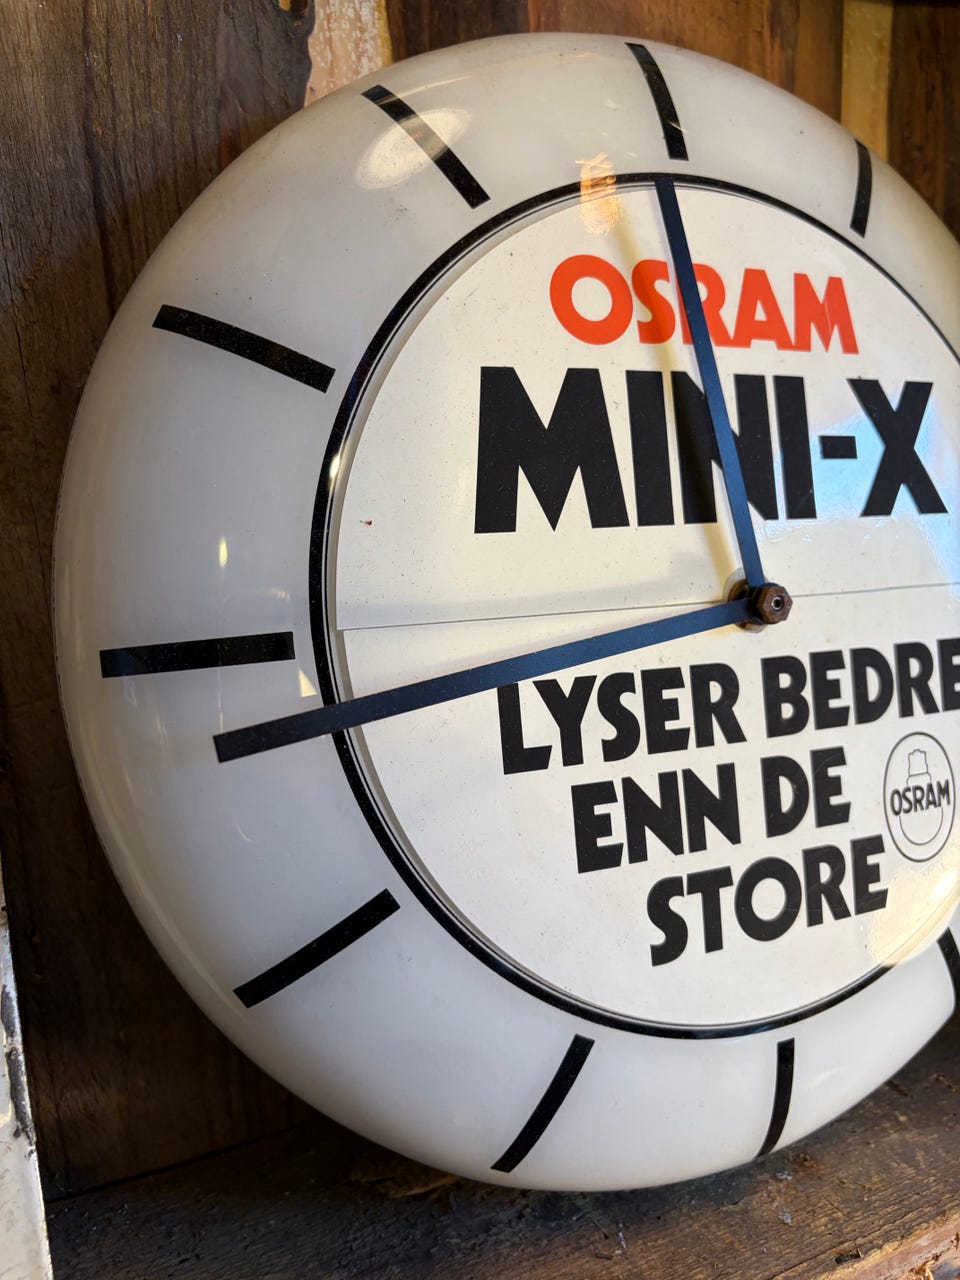 OSRAM
MINI-X
LYSER BEDRE
ENN DE
OSRAM
STORE